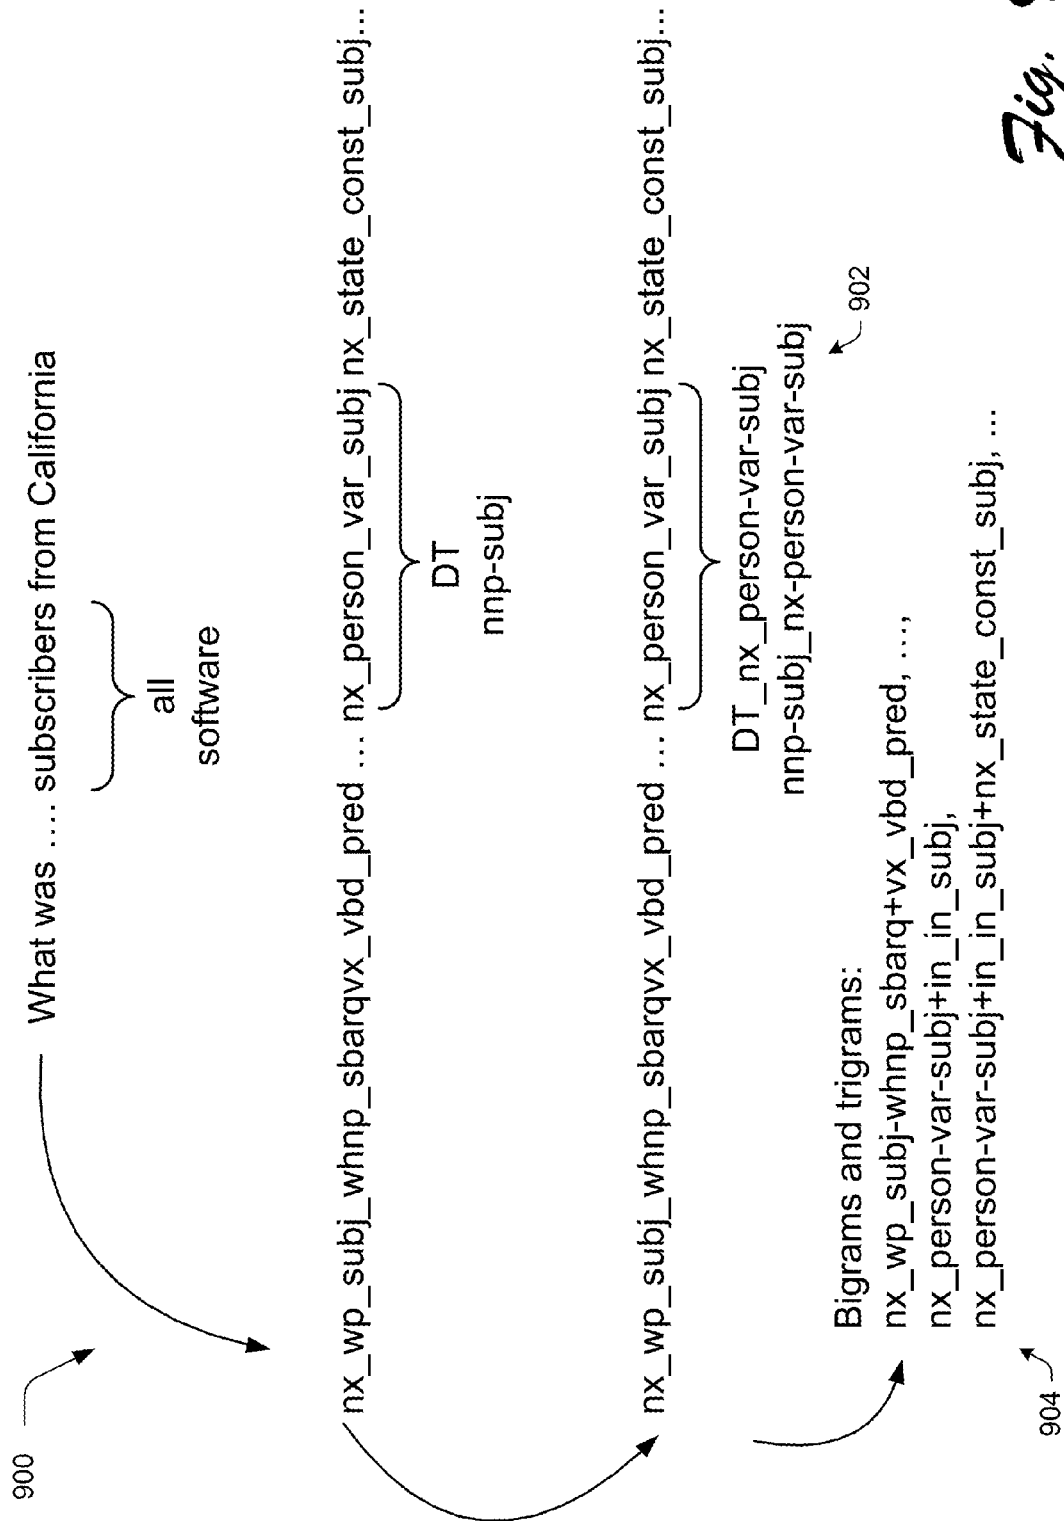 900
What was .... subscribers from California
all
software
nx_wp_subj_whnp_sbarqvx_vbd_pred ... nx_person_var_subj nx_state_const_subj...
DT
nnp-subj
nx_wp_subj_whnp_sbarqvx_vbd_pred ... nx_person_var_subj nx_state_const_subj...
DT_nx_person-var-subj
nnp-subj_nx-person-var-subj
902
Bigrams and trigrams:
nx_wp_subj-whnp_sbarq+vx_vbd_pred, ....,
nx_person-var-subj+in_in_subj,
nx_person-var-subj+in_in_subj+nx_state_const_subj, ...
904
Fig.